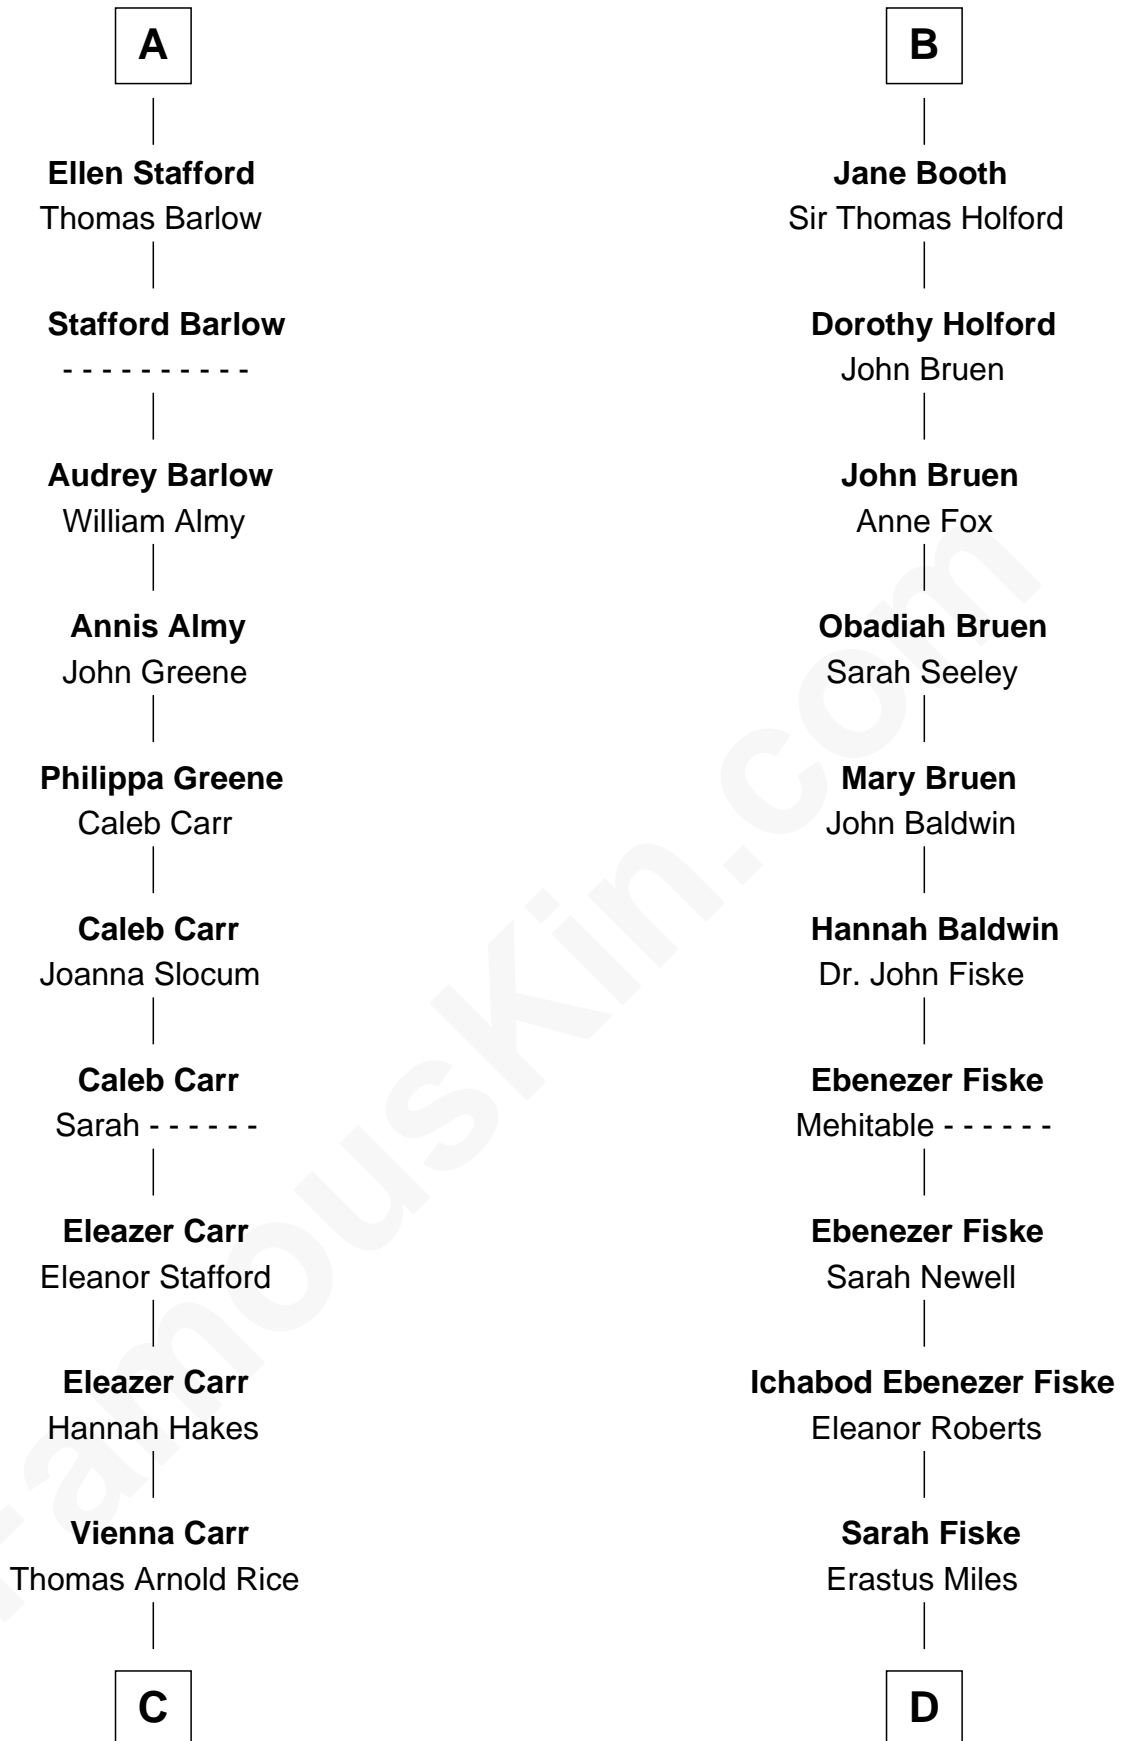 A
Ellen Stafford
Thomas Barlow
Stafford Barlow
- - - - - - - - - -
Audrey Barlow
William Almy
Annis Almy
John Greene
Philippa Greene
Caleb Carr
Caleb Carr
Joanna Slocum
Caleb Carr
Sarah - - - - - -
Eleazer Carr
Eleanor Stafford
Eleazer Carr
Hannah Hakes
Vienna Carr
Thomas Arnold Rice
C
B
Jane Booth
Sir Thomas Holford
Dorothy Holford
John Bruen
John Bruen
Anne Fox
Obadiah Bruen
Sarah Seeley
Mary Bruen
John Baldwin
Hannah Baldwin
Dr. John Fiske
Ebenezer Fiske
Mehitable - - - - - -
Ebenezer Fiske
Sarah Newell
Ichabod Ebenezer Fiske
Eleanor Roberts
Sarah Fiske
Erastus Miles
D
FamousKin.com